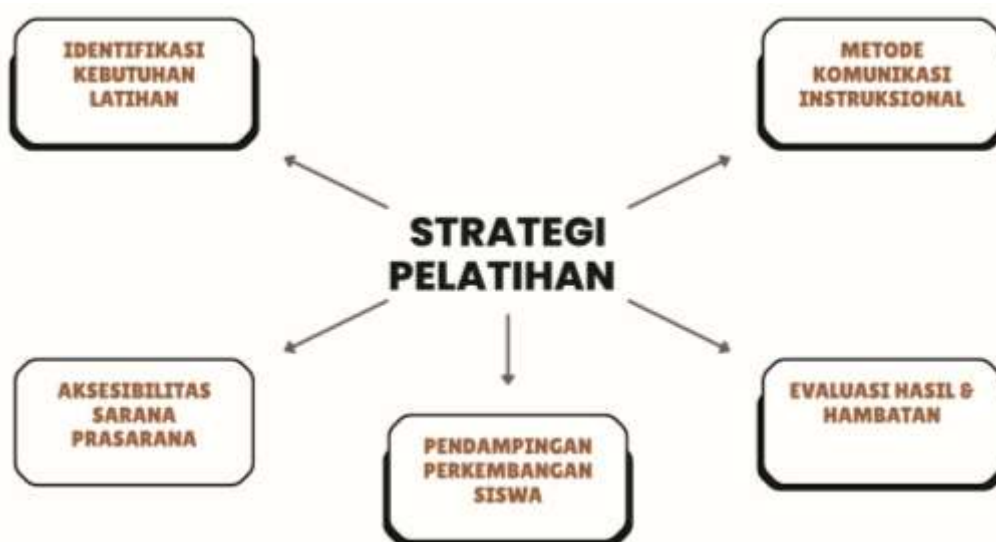 IDENTIFIKASI
KEBUTUHAN
LATIHAN
METODE
KOMUNIKASI
INSTRUKSIONAL
STRATEGI
PELATIHAN
AKSESIBILITAS
SARANA
PRASARANA
PENDAMPINGAN
PERKEMBANGAN
SISWA
EVALUASI HASIL &
HAMBATAN